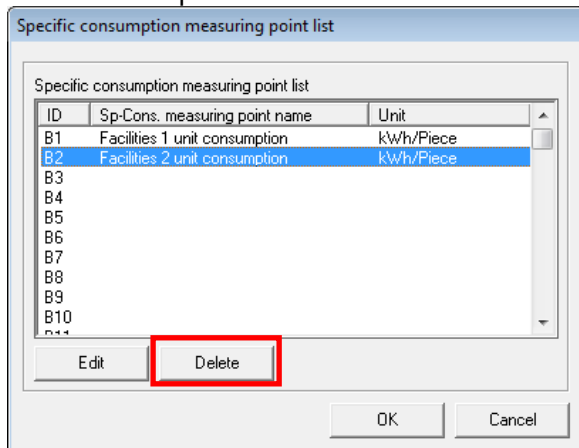 Specific consumption measuring point list
Specific consumption measuring point list
ID Sp-Cons. measuring point name Unit
B1 Facilities 1 unit consumption kWh/Piece
B2 Facilities 2 unit consumption kWh/Piece
B3
B4
B5
B6
B7
B8
B9
B10
Edit Delete
OK Cancel